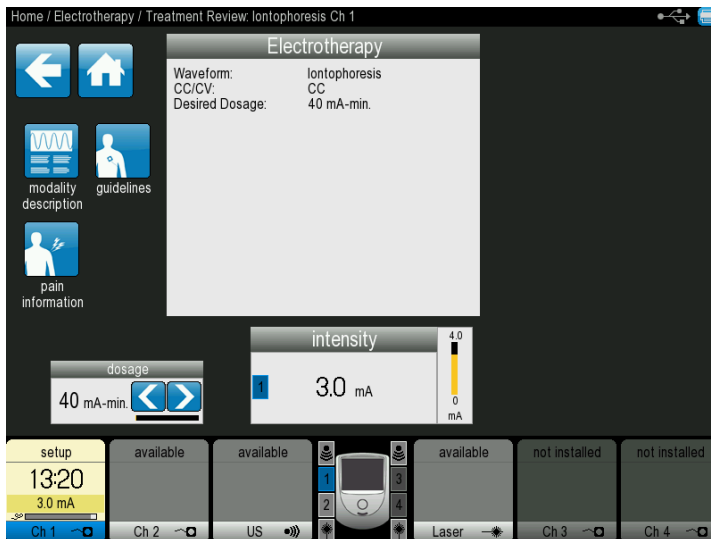 Home / Electrotherapy / Treatment Review: Iontophoresis Ch 1
Electrotherapy
Waveform: Iontophoresis
CC/CV: CC
Desired Dosage: 40 mA-min.
modality description
guidelines
pain information
intensity
1 3.0 mA
4.0
0
mA
dosage
40 mA-min.
setup
13:20
3.0 mA
Ch 1
available
Ch 2
available
US
1
2
3
4
available
Laser
not installed
Ch 3
not installed
Ch 4